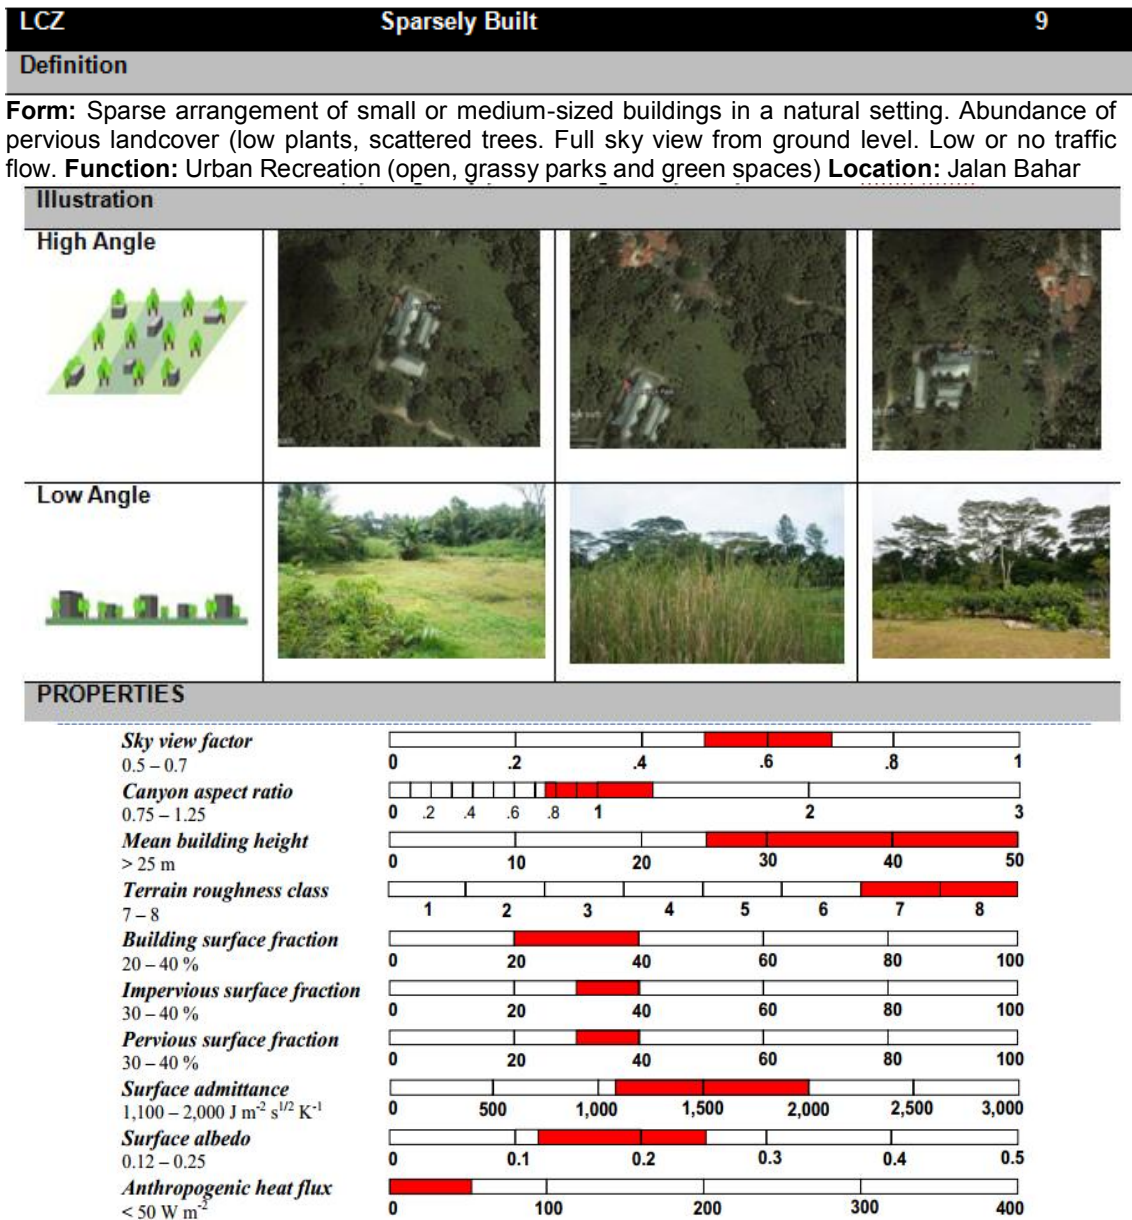 LCZ Sparsely Built 9
Definition
Form: Sparse arrangement of small or medium-sized buildings in a natural setting. Abundance of
pervious landcover (low plants, scattered trees. Full sky view from ground level. Low or no traffic
flow. Function: Urban Recreation (open, grassy parks and green spaces) Location: Jalan Bahar
Illustration
High Angle
Low Angle
PROPERTIES
Sky view factor
0.5 – 0.7
0 .2 .4 .6 .8 1
Canyon aspect ratio
0.75 – 1.25
0 .2 .4 .6 .8 1 2 3
Mean building height
> 25 m
0 10 20 30 40 50
Terrain roughness class
7 – 8
1 2 3 4 5 6 7 8
Building surface fraction
20 – 40 %
0 20 40 60 80 100
Impervious surface fraction
30 – 40 %
0 20 40 60 80 100
Pervious surface fraction
30 – 40 %
0 20 40 60 80 100
Surface admittance
1,100 – 2,000 J m-2 s1/2 K-1
0 500 1,000 1,500 2,000 2,500 3,000
Surface albedo
0.12 – 0.25
0 0.1 0.2 0.3 0.4 0.5
Anthropogenic heat flux
< 50 W m-2
0 100 200 300 400